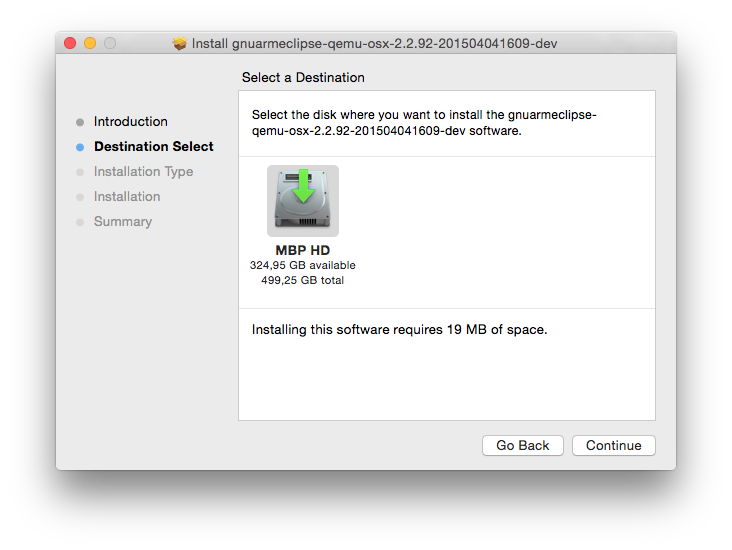 Install gnuarmeclipse-qemu-osx-2.2.92-201504041609-dev
Select a Destination
Introduction
Destination Select
Installation Type
Installation
Summary
Select the disk where you want to install the gnuarmeclipse-
qemu-osx-2.2.92-201504041609-dev software.
MBP HD
324,95 GB available
499,25 GB total
Installing this software requires 19 MB of space.
Go Back
Continue